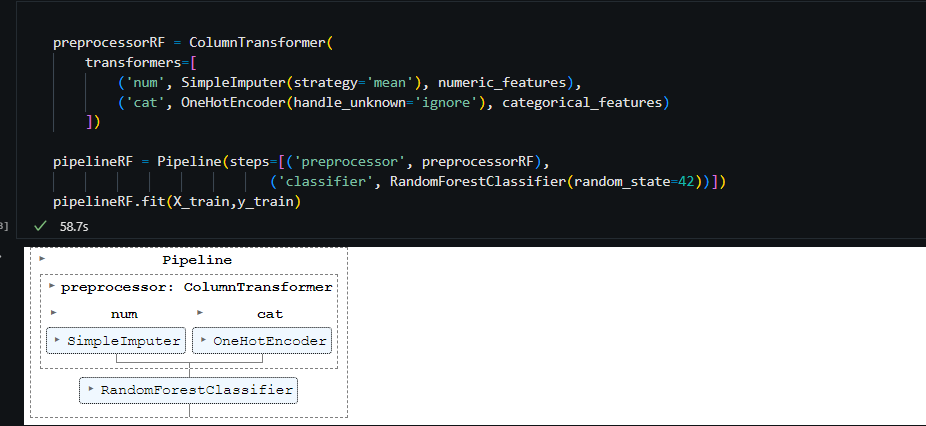 preprocessorRF = ColumnTransformer(
transformers=[
('num', SimpleImputer(strategy='mean'), numeric_features),
('cat', OneHotEncoder(handle_unknown='ignore'), categorical_features)
])
pipelineRF = Pipeline(steps=[('preprocessor', preprocessorRF),
('classifier', RandomForestClassifier(random_state=42))])
pipelineRF.fit(X_train,y_train)
]
58.7s
Pipeline
preprocessor: ColumnTransformer
num cat
SimpleImputer OneHotEncoder
RandomForestClassifier